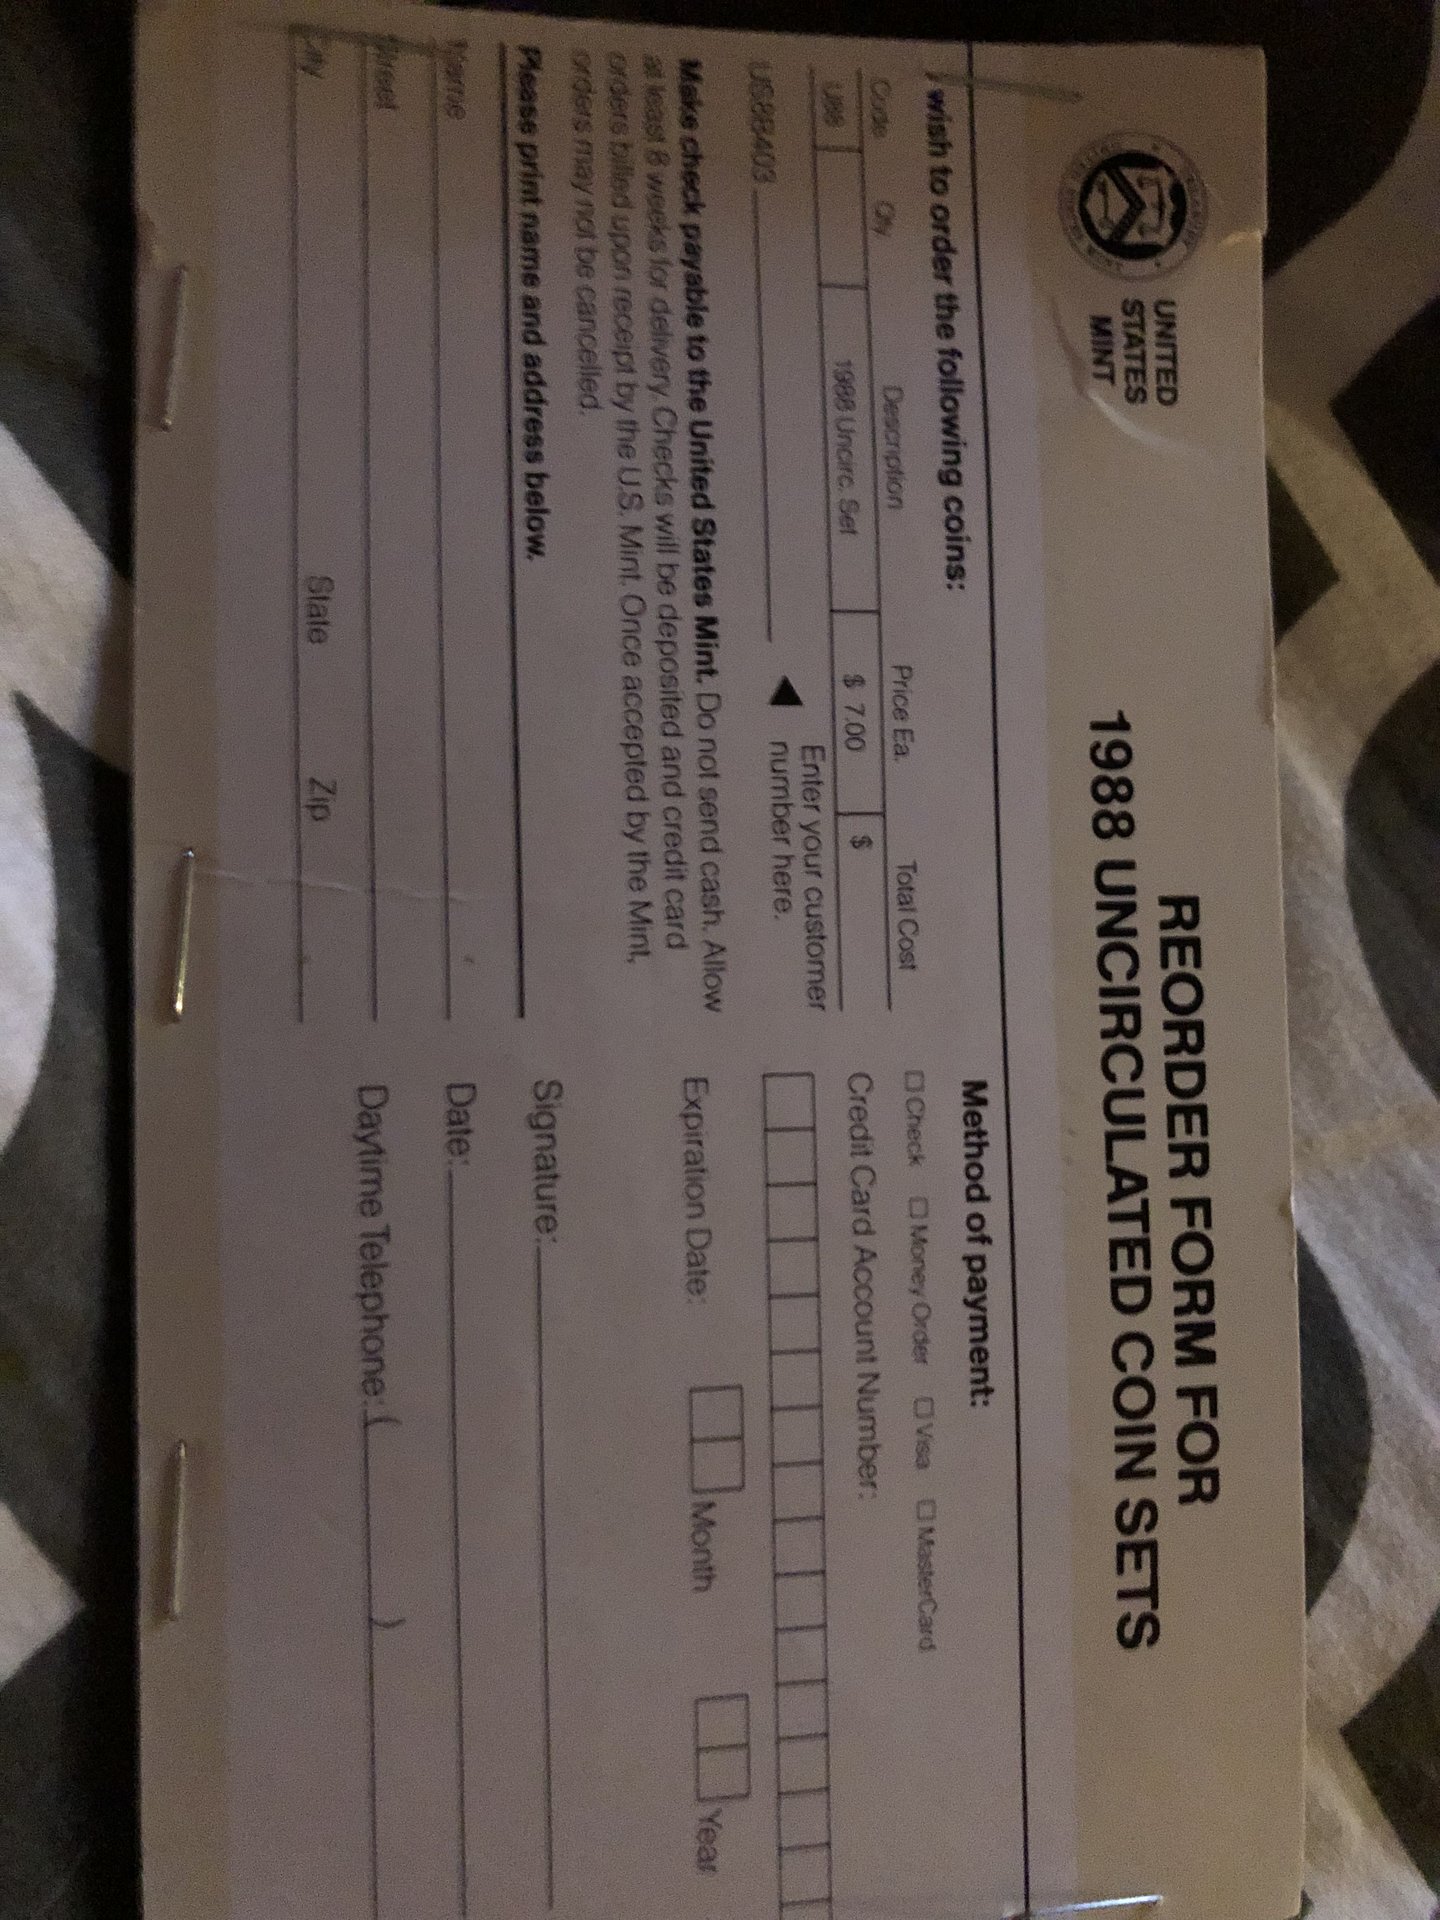 UNITED
STATES
MINT
REORDER FORM FOR
1988 UNCIRCULATED COIN SETS
I wish to order the following coins:
Code Qty Description Price Ea. Total Cost
U88 1988 Uncirc. Set $ 7.00 $
US88403
Enter your customer
number here.
Make check payable to the United States Mint. Do not send cash. Allow
at least 8 weeks for delivery. Checks will be deposited and credit card
orders billed upon receipt by the U.S. Mint. Once accepted by the Mint,
orders may not be cancelled.
Please print name and address below.
Name
Street
City State Zip
Method of payment:
Check Money Order Visa MasterCard
Credit Card Account Number:
Expiration Date: Month Year
Signature:
Date:
Daytime Telephone: ( )